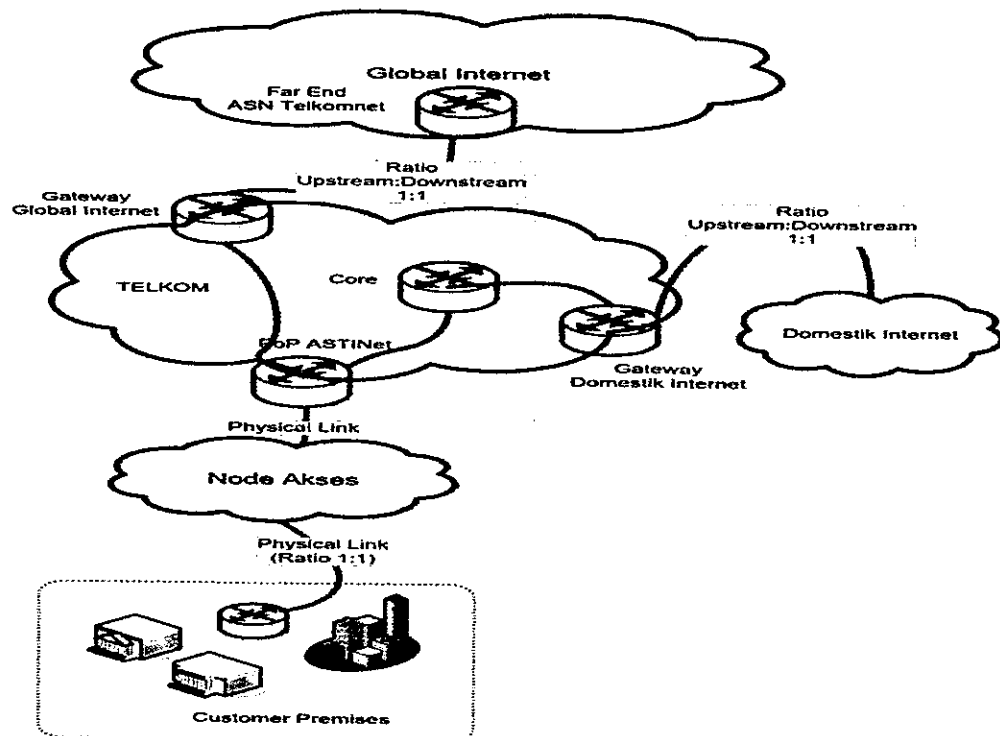 Global Internet
Far End
ASN Telkomnet
Ratio
Upstream:Downstream
1:1
Gateway
Global Internet
Ratio
Upstream:Downstream
1:1
TELKOM
Core
Domestik Internet
PoP ASTINet
Gateway
Domestik Internet
Physical Link
Node Akses
Physical Link
(Ratio 1:1)
Customer Premises